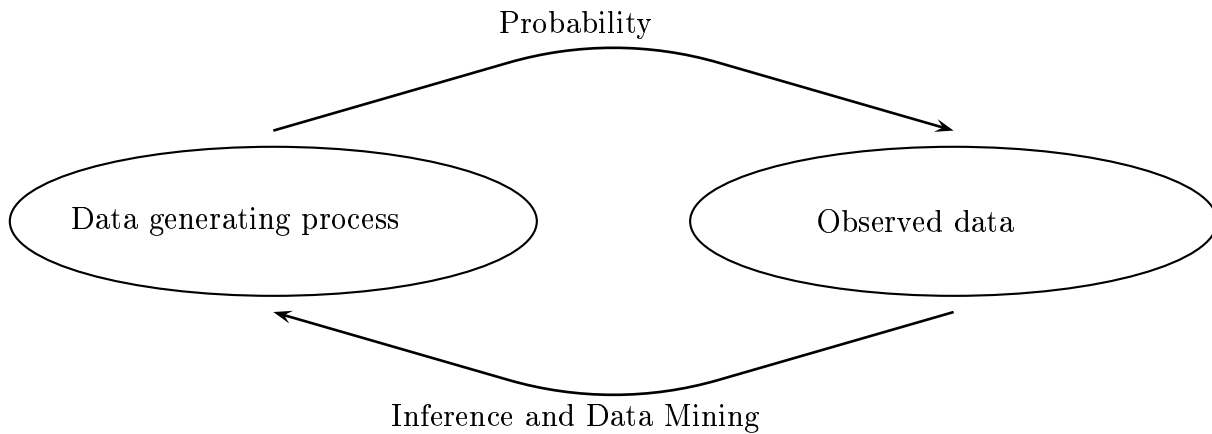 Probability
Data generating process
Observed data
Inference and Data Mining